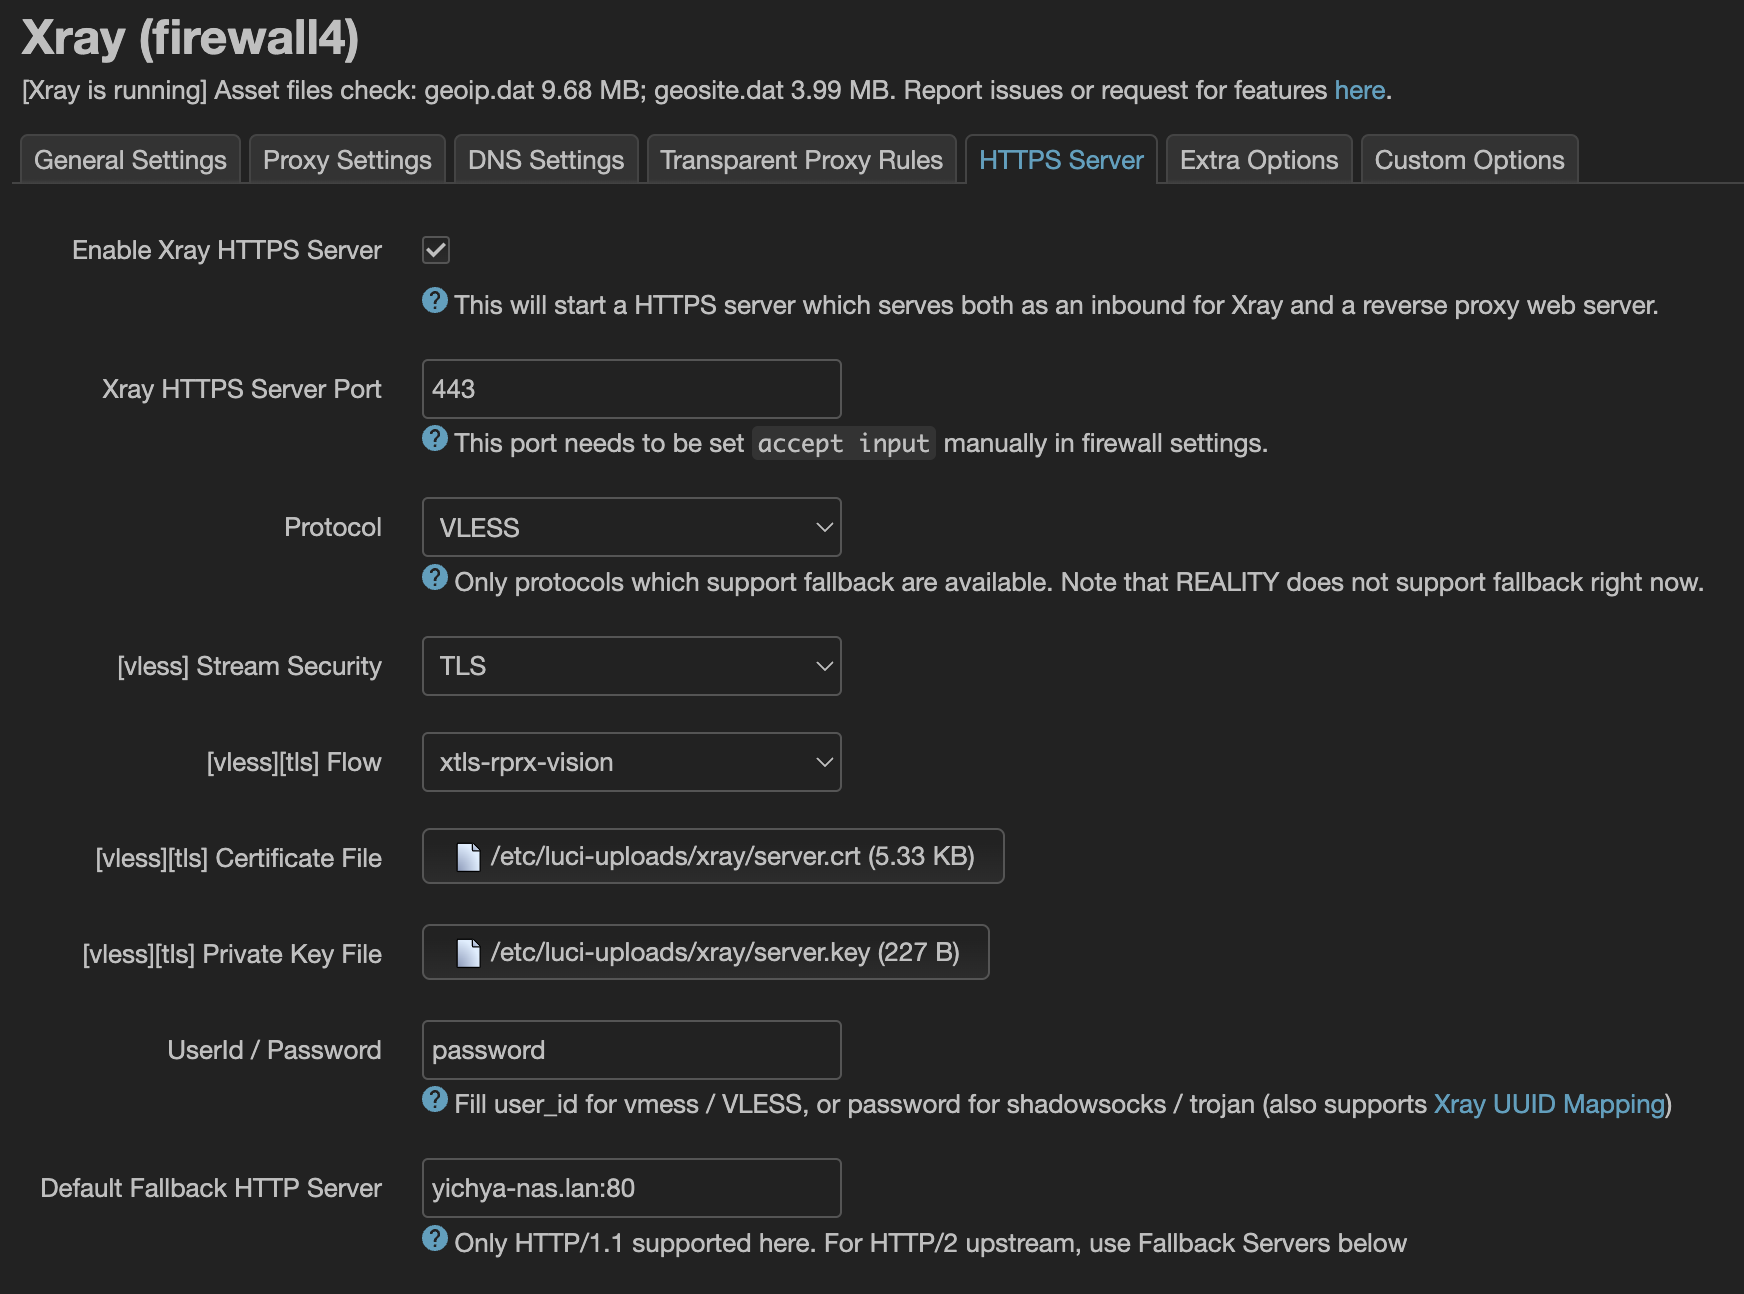 Xray (firewall4)
[Xray is running] Asset files check: geoip.dat 9.68 MB; geosite.dat 3.99 MB. Report issues or request for features here.
General Settings Proxy Settings DNS Settings Transparent Proxy Rules HTTPS Server Extra Options Custom Options
Enable Xray HTTPS Server
This will start a HTTPS server which serves both as an inbound for Xray and a reverse proxy web server.
Xray HTTPS Server Port 443
This port needs to be set accept input manually in firewall settings.
Protocol VLESS
Only protocols which support fallback are available. Note that REALITY does not support fallback right now.
[vless] Stream Security TLS
[vless][tls] Flow xtls-rprx-vision
[vless][tls] Certificate File /etc/luci-uploads/xray/server.crt (5.33 KB)
[vless][tls] Private Key File /etc/luci-uploads/xray/server.key (227 B)
UserId / Password password
Fill user_id for vmess / VLESS, or password for shadowsocks / trojan (also supports Xray UUID Mapping)
Default Fallback HTTP Server yichya-nas.lan:80
Only HTTP/1.1 supported here. For HTTP/2 upstream, use Fallback Servers below